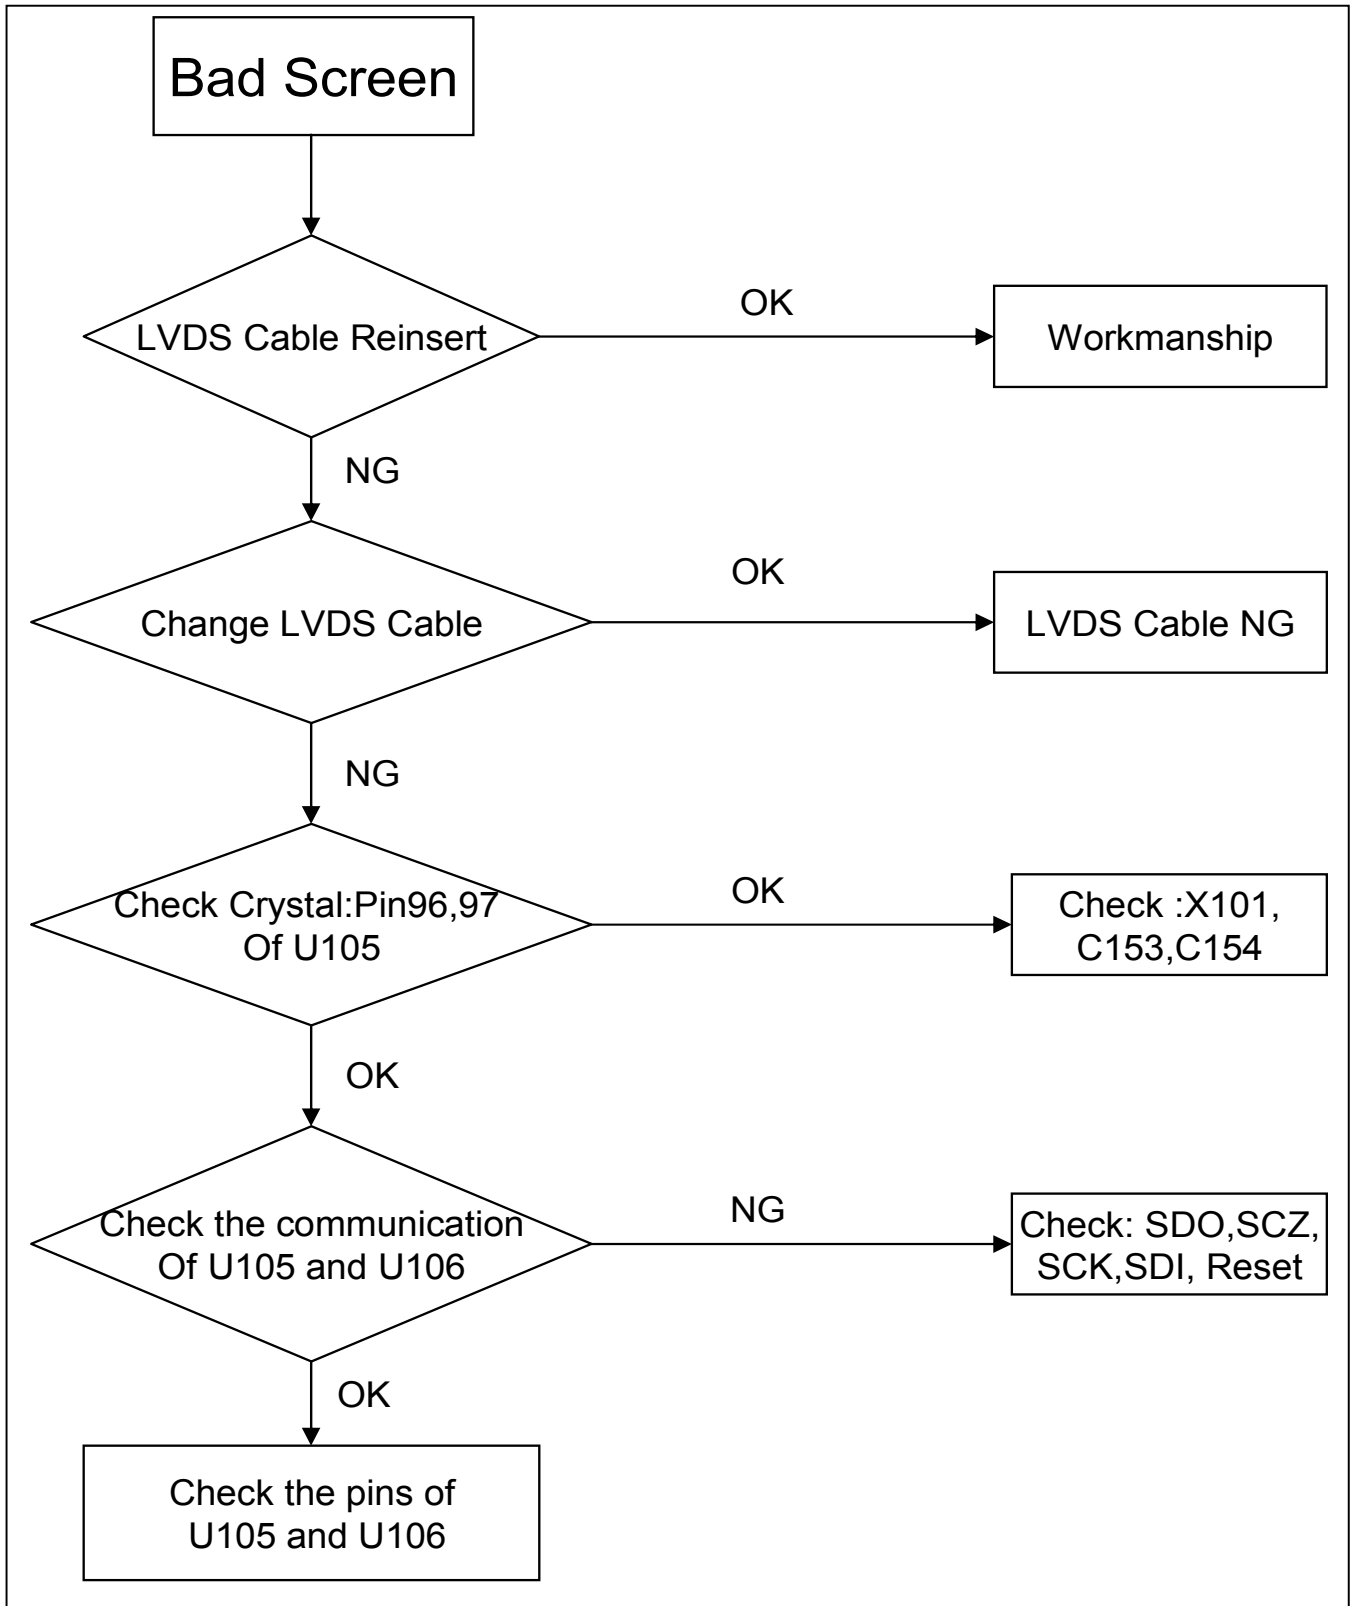 Bad Screen
LVDS Cable Reinsert
OK
Workmanship
NG
Change LVDS Cable
OK
LVDS Cable NG
NG
Check Crystal:Pin96,97
Of U105
OK
Check :X101,
C153,C154
OK
Check the communication
Of U105 and U106
NG
Check: SDO,SCZ,
SCK,SDI, Reset
OK
Check the pins of
U105 and U106